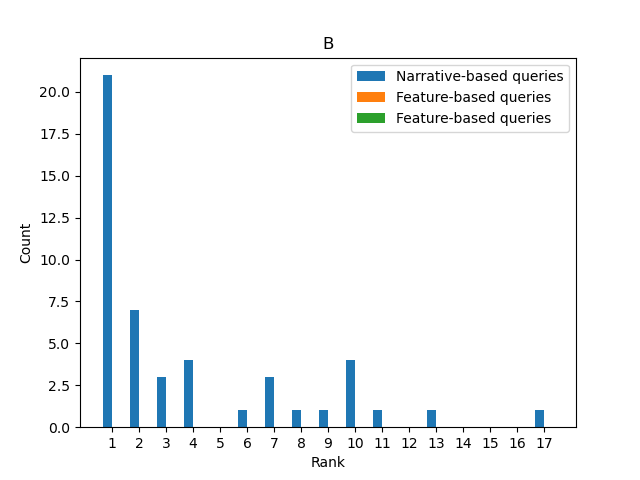 B
Narrative-based queries
Feature-based queries
Feature-based queries
20.0
17.5
15.0
12.5
10.0
7.5
5.0
2.5
0.0
Count
1 2 3 4 5 6 7 8 9 10 11 12 13 14 15 16 17
Rank